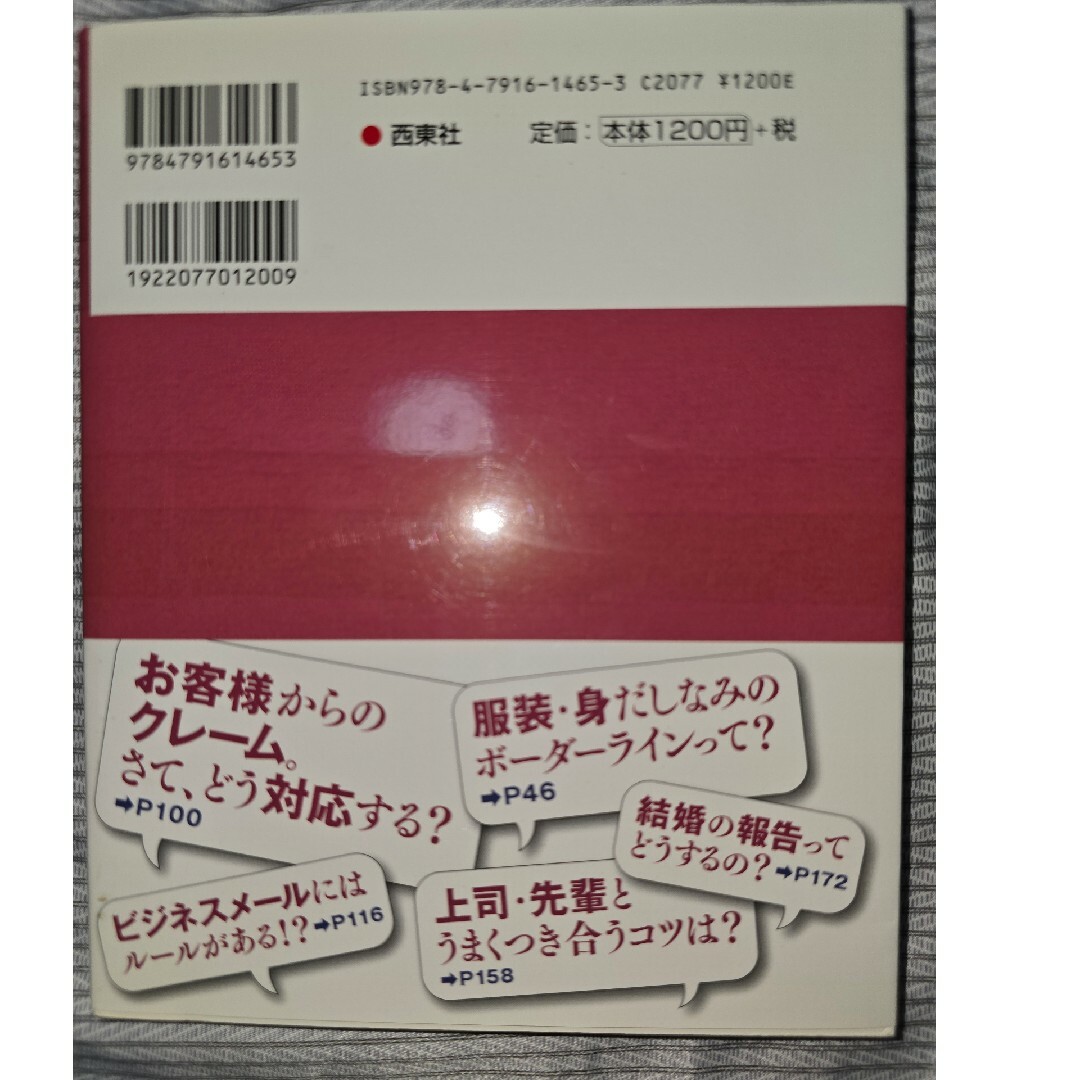 ISBN978-4-7916-1465-3 C2077 ¥1200E
9784791614653
● 西東社 定価：本体1200円+税
1922077012009
お客様からの
クレーム。
さて、どう対応する？
➡P100
服装・身だしなみの
ボーダーラインって？
➡P46
結婚の報告って
どうするの？➡P172
ビジネスメールには
ルールがある!？➡P116
上司・先輩と
うまくつき合うコツは？
➡P158